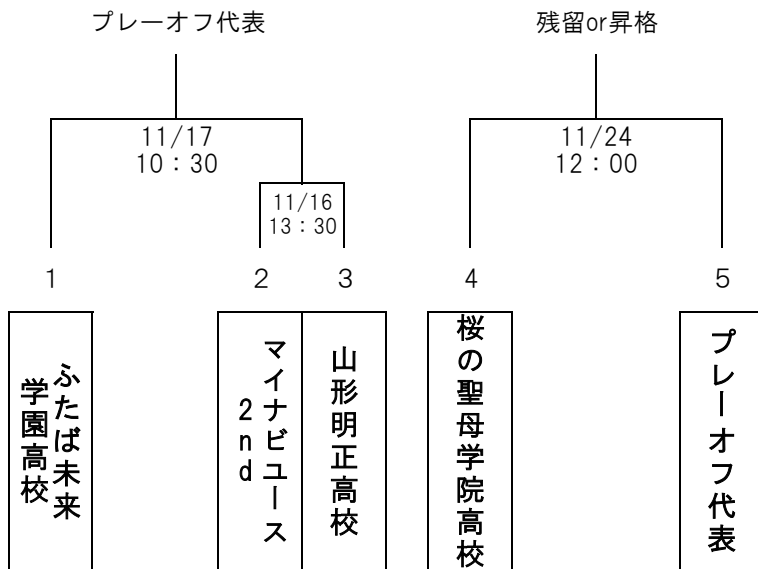 プレーオフ代表
残留or昇格
11/17
10：30
11/24
12：00
11/16
13：30
1
2
3
4
5
ふたば未来
学園高校
マイナビユース
2nd
山形明正高校
桜の聖母学院高校
プレーオフ代表